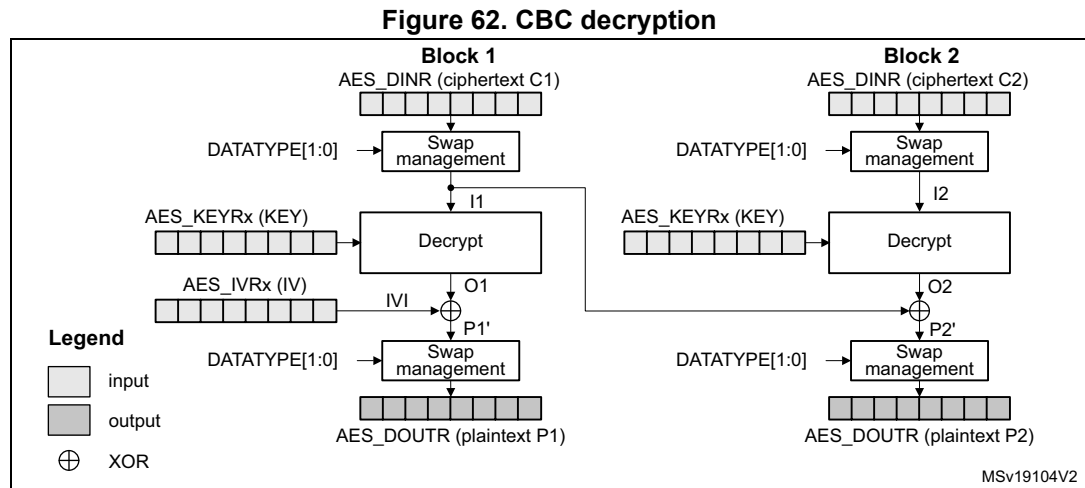 Figure 62. CBC decryption
Block 1
AES_DINR (ciphertext C1)
DATATYPE[1:0]
Swap
management
I1
AES_KEYRx (KEY)
Decrypt
O1
AES_IVRx (IV)
IVI
P1'
DATATYPE[1:0]
Swap
management
AES_DOUTR (plaintext P1)
Block 2
AES_DINR (ciphertext C2)
DATATYPE[1:0]
Swap
management
I2
AES_KEYRx (KEY)
Decrypt
O2
P2'
DATATYPE[1:0]
Swap
management
AES_DOUTR (plaintext P2)
Legend
input
output
XOR
MSv19104V2